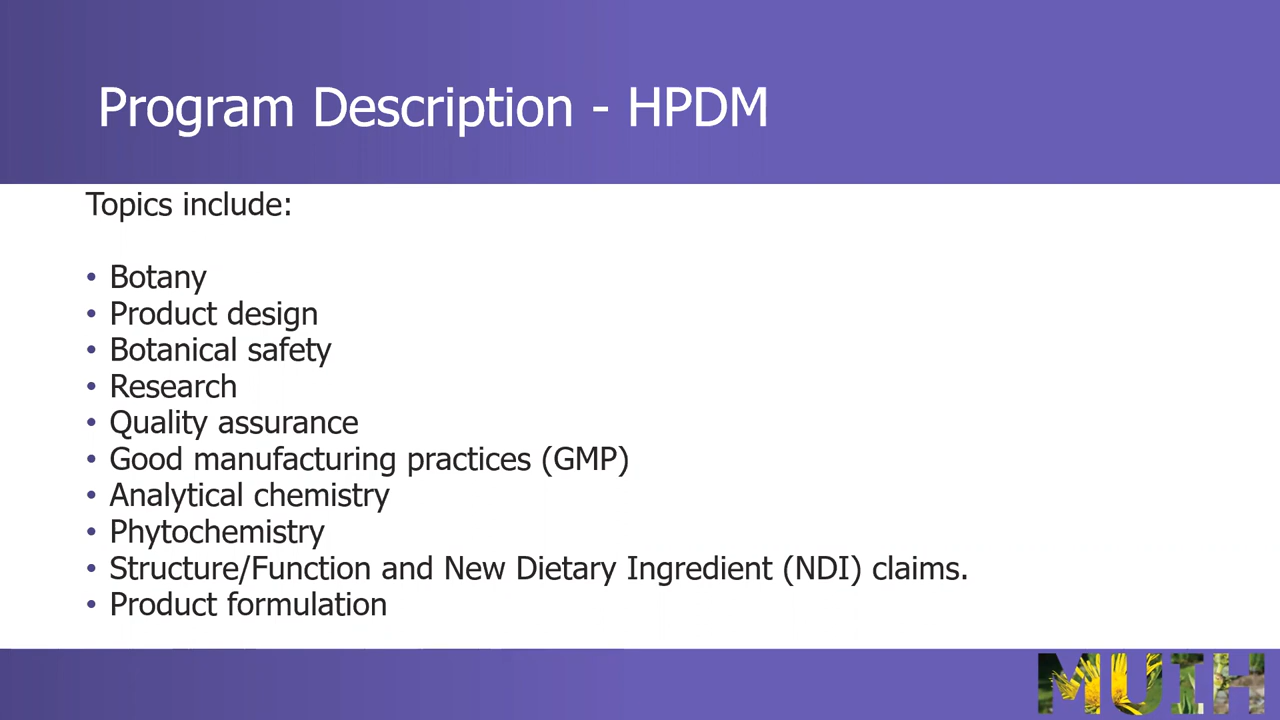 Program Description - HPDM
Topics include:
• Botany
• Product design
• Botanical safety
• Research
• Quality assurance
• Good manufacturing practices (GMP)
• Analytical chemistry
• Phytochemistry
• Structure/Function and New Dietary Ingredient (NDI) claims.
• Product formulation
MUIH